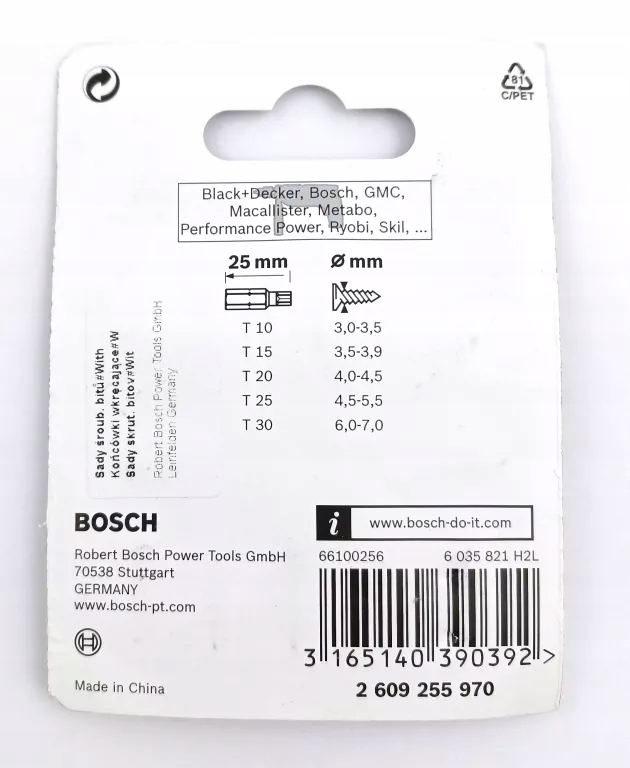 81
C/PET
Black+Decker, Bosch, GMC,
Macallister, Metabo,
Performance Power, Ryobi, Skil, ...
25 mm Ø mm
T 10 3,0-3,5
T 15 3,5-3,9
T 20 4,0-4,5
T 25 4,5-5,5
T 30 6,0-7,0
Sady šroub. bitů#With
Końcówki wkręcające#W
Sady skrut. bitov#Wit
Robert Bosch Power Tools GmbH
Leinfelden Germany
BOSCH
Robert Bosch Power Tools GmbH
70538 Stuttgart
GERMANY
www.bosch-pt.com
Made in China
i www.bosch-do-it.com
66100256 6 035 821 H2L
3 165140 390392 >
2 609 255 970